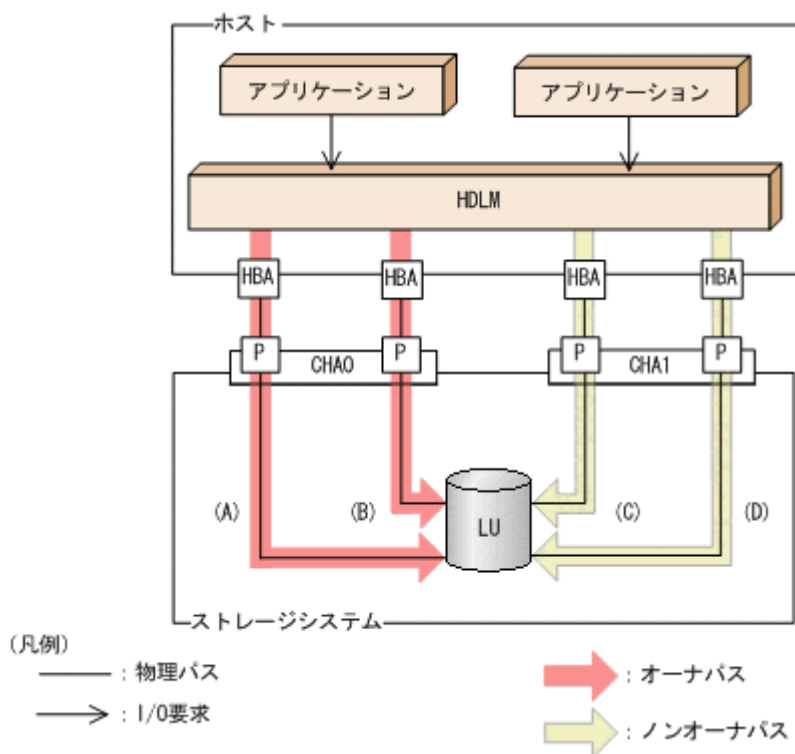 ホスト
アプリケーション
アプリケーション
HDLM
HBA HBA HBA HBA
P P P P
CHA0 CHA1
(A) (B) (C) (D)
LU
ストレージシステム
(凡例)
:物理パス
:I/O要求
:オーナパス
:ノンオーナパス